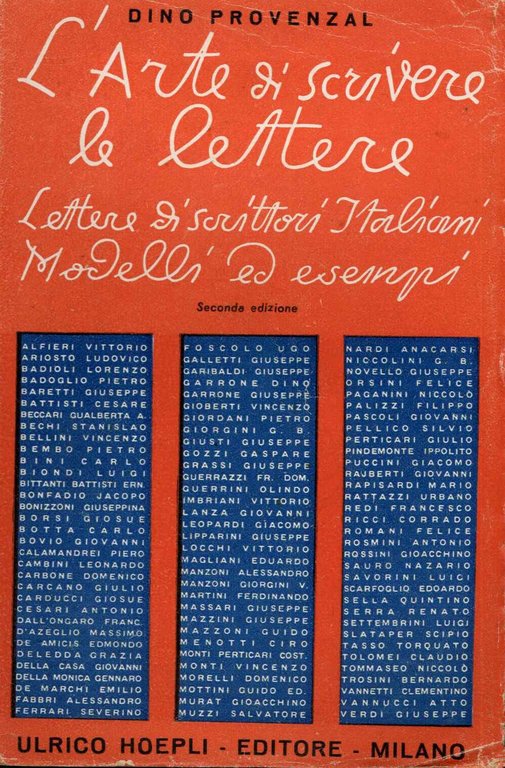 DINO PROVENZAL
L'Arte di scrivere
le lettere
Lettere di scrittori Italiani
Modelli ed esempi
Seconda edizione
ALFIERI VITTORIO
ARIOSTO LUDOVICO
BADIOLI LORENZO
BADOGLIO PIETRO
BARETTI GIUSEPPE
BATTISTI CESARE
BECCARI GUALBERTA A.
BECHI STANISLAO
BELLINI VINCENZO
BEMBO PIETRO
BINI CARLO
BIONDI LUIGI
BITTANTI BATTISTI ERN.
BONFADIO JACOPO
BONIZZONI GIUSEPPINA
BORSI GIOSUE
BOTTA CARLO
BOVIO GIOVANNI
CALAMANDREI PIERO
CAMBINI LEONARDO
CARBONE DOMENICO
CARCANO GIULIO
CARDUCCI GIOSUE
CESARI ANTONIO
DALL'ONGARO FRANC.
D'AZEGLIO MASSIMO
DE AMICIS EDMONDO
DELEDDA GRAZIA
DELLA CASA GIOVANNI
DELLA MONICA GENNARO
DE MARCHI EMILIO
FABBRI ALESSANDRO
FERRARI SEVERINO
FOSCOLO UGO
GALLETTI GIUSEPPE
GARIBALDI GIUSEPPE
GARRONE DINO
GARRONE GIUSEPPE
GIOBERTI VINCENZO
GIORDANI PIETRO
GIORGINI G. B.
GIUSTI GIUSEPPE
GOZZI GASPARE
GRASSI GIUSEPPE
GUERRAZZI FR. DOM.
GUERRINI OLINDO
IMBRIANI VITTORIO
LANZA GIOVANNI
LEOPARDI GIACOMO
LIPPARINI GIUSEPPE
LOCCHI VITTORIO
MAGLIANI EDUARDO
MANZONI ALESSANDRO
MANZONI GIORGINI V.
MARTINI FERDINANDO
MASSARI GIUSEPPE
MAZZINI GIUSEPPE
MAZZONI GUIDO
MENOTTI CIRO
MONTI PERTICARI COST.
MONTI VINCENZO
MORELLI DOMENICO
MOTTINI GUIDO ED.
MURAT GIOACCHINO
MUZZI SALVATORE
NARDI ANACARSI
NICCOLINI G. B.
NOVELLO GIUSEPPE
ORSINI FELICE
PAGANINI NICCOLÒ
PALIZZI FILIPPO
PASCOLI GIOVANNI
PELLICO SILVIO
PERTICARI GIULIO
PINDEMONTE IPPOLITO
PUCCINI GIACOMO
RAUBERTI GIOVANNI
RAPISARDI MARIO
RATTAZZI URBANO
REDI FRANCESCO
RICCI CORRADO
ROMANI FELICE
ROSMINI ANTONIO
ROSSINI GIOACCHINO
SAURO NAZARIO
SAVORINI LUIGI
SCARFOGLIO EDOARDO
SELLA QUINTINO
SERRA RENATO
SETTEMBRINI LUIGI
SLATAPER SCIPIO
TASSO TORQUATO
TOLOMEI CLAUDIO
TOMMASEO NICCOLÒ
TROSINI BERNARDO
VANNETTI CLEMENTINO
VANNUCCI ATTO
VERDI GIUSEPPE
ULRICO HOEPLI - EDITORE - MILANO